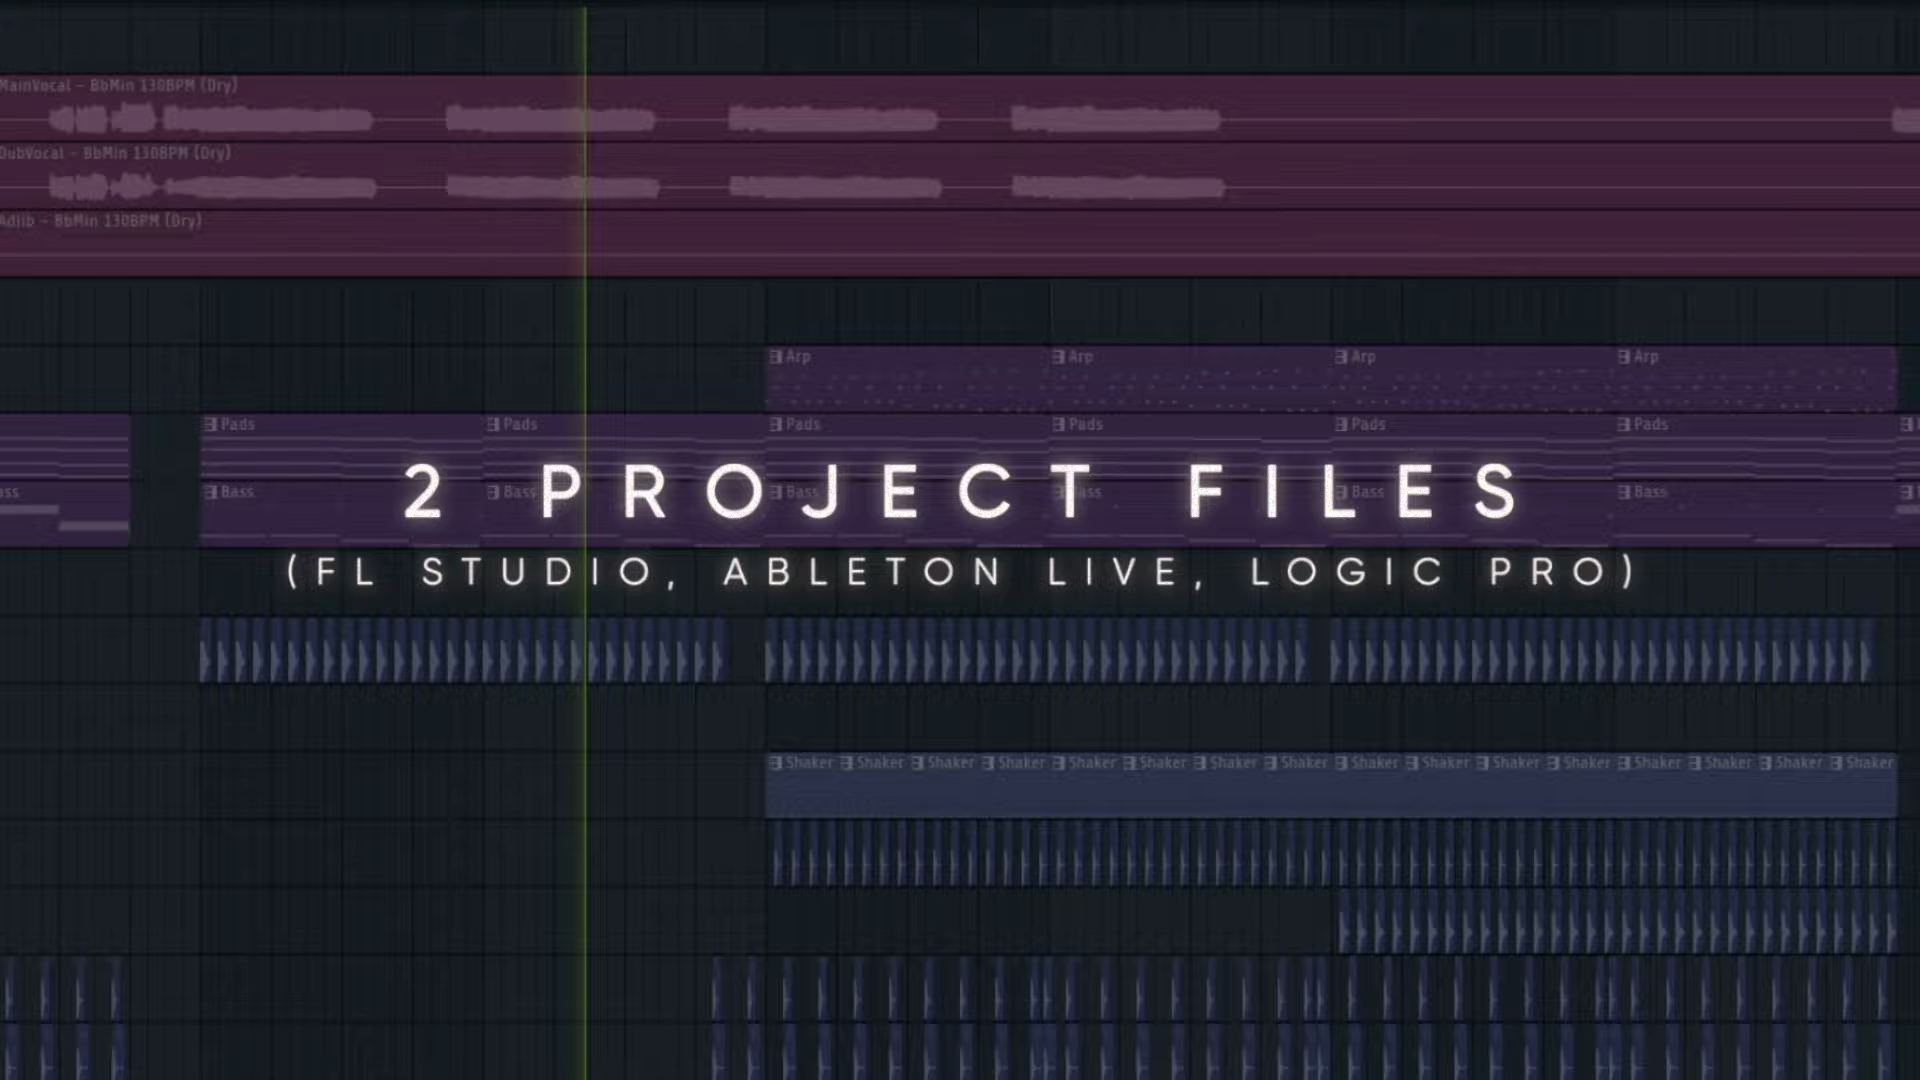 MainVocal - BbMin 130BPM (Dry)
DubVocal - BbMin 130BPM (Dry)
Adlib - BbMin 130BPM (Dry)
Arp Arp Arp Arp
Pads Pads Pads Pads Pads Pads
2 PROJECT FILES
Bass Bass Bass Bass Bass
(FL STUDIO, ABLETON LIVE, LOGIC PRO)
Shaker Shaker Shaker Shaker Shaker Shaker Shaker Shaker Shaker Shaker Shaker Shaker Shaker Shaker Shaker Shaker